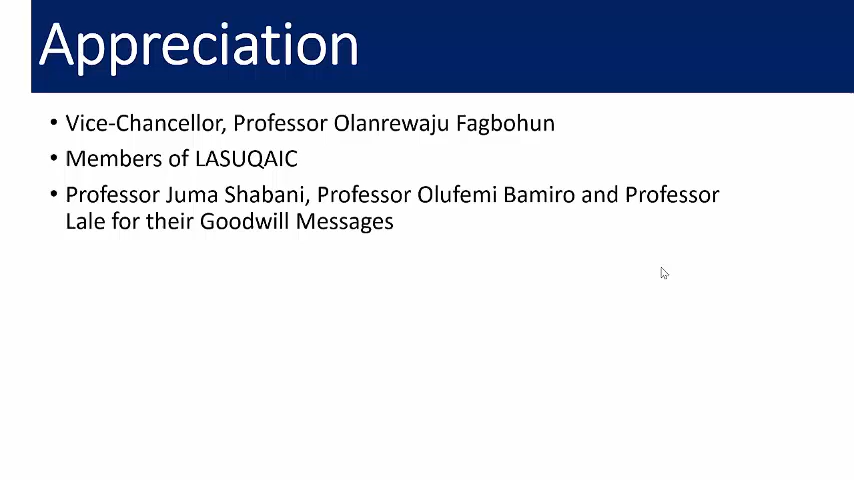 Appreciation
• Vice-Chancellor, Professor Olanrewaju Fagbohun
• Members of LASUQAIC
• Professor Juma Shabani, Professor Olufemi Bamiro and Professor
Lale for their Goodwill Messages